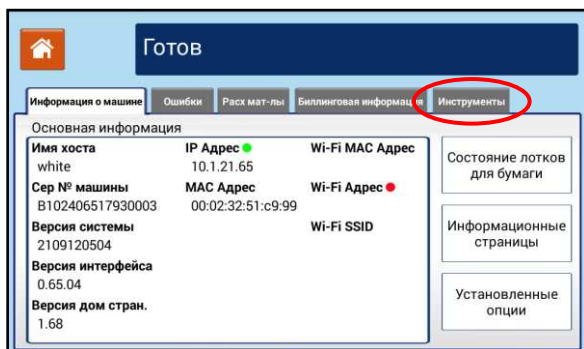 Готов
Информация о машине
Ошибки
Расх мат-лы
Биллинговая информация
Инструменты
Основная информация
Имя хоста
IP Адрес
Wi-Fi MAC Адрес
white
10.1.21.65
Сер № машины
MAC Адрес
Wi-Fi Адрес
B102406517930003
00:02:32:51:c9:99
Версия системы
Wi-Fi SSID
2109120504
Версия интерфейса
0.65.04
Версия дом стран.
1.68
Состояние лотков
для бумаги
Информационные
страницы
Установленные
опции